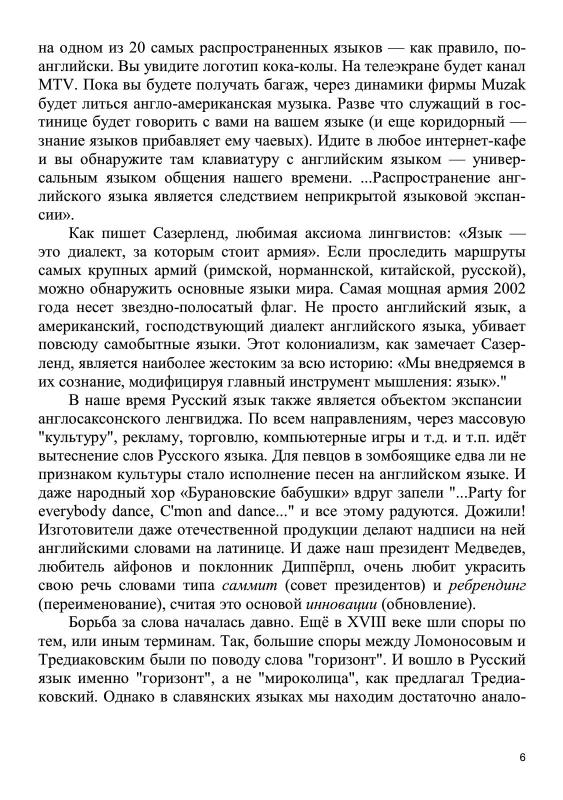 на одном из 20 самых распространенных языков — как правило, по-
английски. Вы увидите логотип кока-колы. На телеэкране будет канал
MTV. Пока вы будете получать багаж, через динамики фирмы Muzak
будет литься англо-американская музыка. Разве что служащий в гос-
тинице будет говорить с вами на вашем языке (и еще коридорный —
знание языков прибавляет ему чаевых). Идите в любое интернет-кафе
и вы обнаружите там клавиатуру с английским языком — универ-
сальным языком общения нашего времени. ...Распространение анг-
лийского языка является следствием неприкрытой языковой экспан-
сии».
Как пишет Сазерленд, любимая аксиома лингвистов: «Язык —
это диалект, за которым стоит армия». Если проследить маршруты
самых крупных армий (римской, норманнской, китайской, русской),
можно обнаружить основные языки мира. Самая мощная армия 2002
года несет звездно-полосатый флаг. Не просто английский язык, а
американский, господствующий диалект английского языка, убивает
повсюду самобытные языки. Этот колониализм, как замечает Сазер-
ленд, является наиболее жестоким за всю историю: «Мы внедряемся в
их сознание, модифицируя главный инструмент мышления: язык»."
В наше время Русский язык также является объектом экспансии
англосаксонского ленгвиджа. По всем направлениям, через массовую
"культуру", рекламу, торговлю, компьютерные игры и т.д. и т.п. идёт
вытеснение слов Русского языка. Для певцов в зомбоящике едва ли не
признаком культуры стало исполнение песен на английском языке. И
даже народный хор «Бурановские бабушки» вдруг запели "...Party for
everybody dance, C'mon and dance..." и все этому радуются. Дожили!
Изготовители даже отечественной продукции делают надписи на ней
английскими словами на латинице. И даже наш президент Медведев,
любитель айфонов и поклонник Диппёрпл, очень любит украсить
свою речь словами типа саммит (совет президентов) и ребрендинг
(переименование), считая это основой инновации (обновление).
Борьба за слова началась давно. Ещё в XVIII веке шли споры по
тем, или иным терминам. Так, большие споры между Ломоносовым и
Тредиаковским были по поводу слова "горизонт". И вошло в Русский
язык именно "горизонт", а не "мироколица", как предлагал Тредиа-
ковский. Однако в славянских языках мы находим достаточно анало-
6